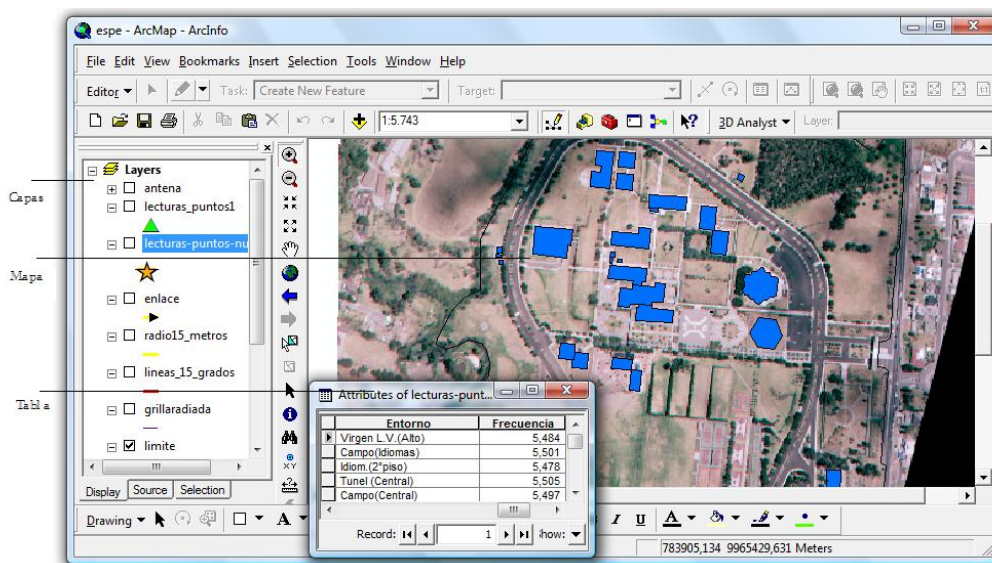 espe - ArcMap - ArcInfo
File Edit View Bookmarks Insert Selection Tools Window Help
Editor Task: Create New Feature Target:
1:5.743 3D Analyst Layer:
Capas
Mapa
Tabla
Layers
antena
lecturas_puntos1
lecturas-puntos-nu
enlace
radio15_metros
lineas_15_grados
grillaradiada
limite
Display Source Selection
Attributes of lecturas-punt...
Entorno Frecuencia
Virgen L.V.(Alto) 5,484
Campo(Idiomas) 5,501
Idiom.(2°piso) 5,478
Tunel (Central) 5,505
Campo(Central) 5,497
Record: 1 how:
Drawing A I U A
783905,134 9965429,631 Meters